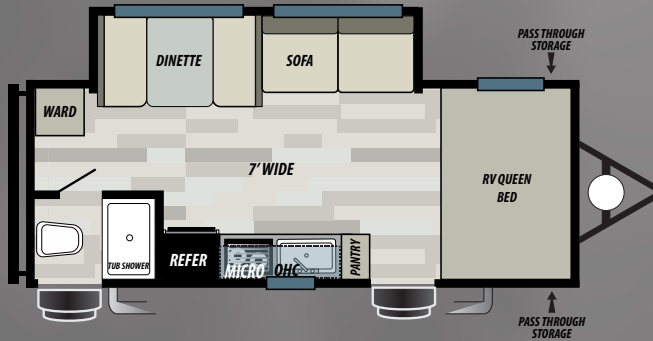 PASS THROUGH
STORAGE
DINETTE
SOFA
WARD
7' WIDE
RV QUEEN
BED
TUB SHOWER
REFER
MICRO
OHC
PANTRY
PASS THROUGH
STORAGE